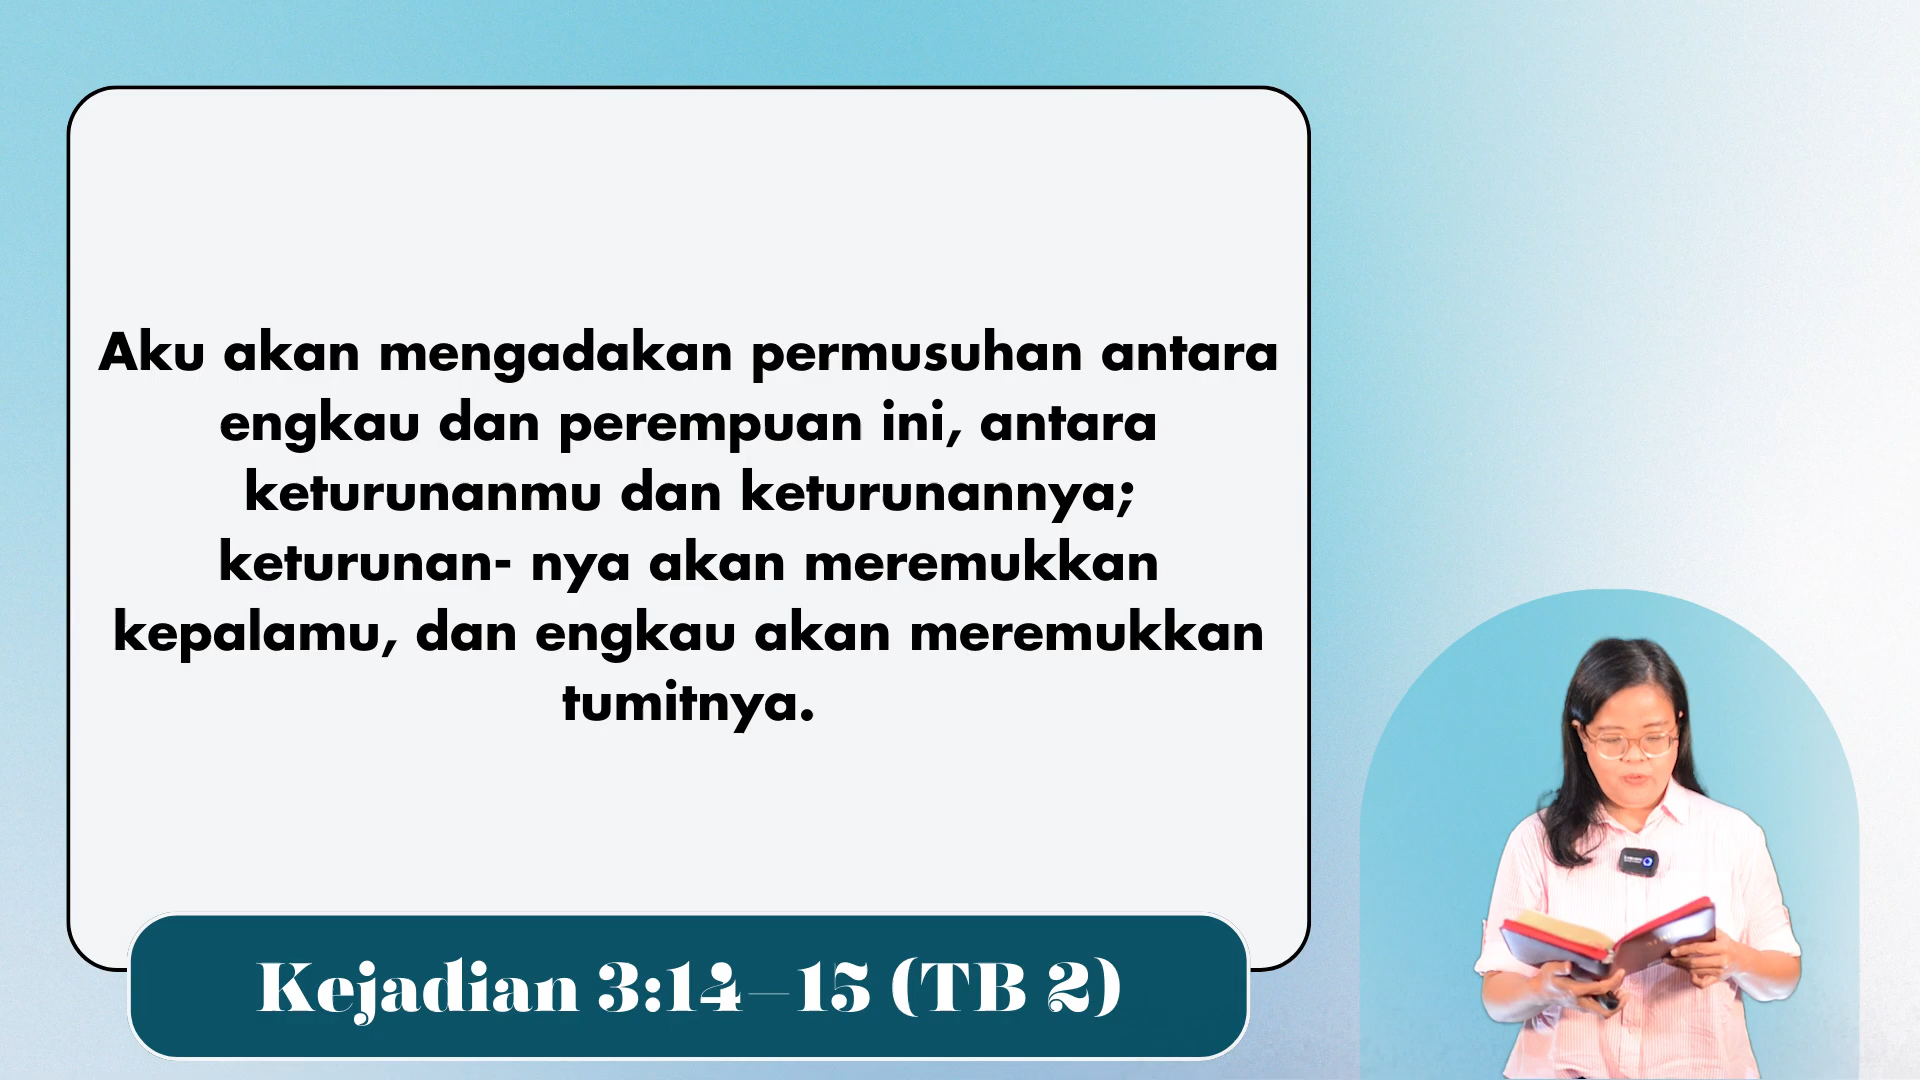 Aku akan mengadakan permusuhan antara
engkau dan perempuan ini, antara
keturunanmu dan keturunannya;
keturunan- nya akan meremukkan
kepalamu, dan engkau akan meremukkan
tumitnya.
Kejadian 3:14–15 (TB 2)